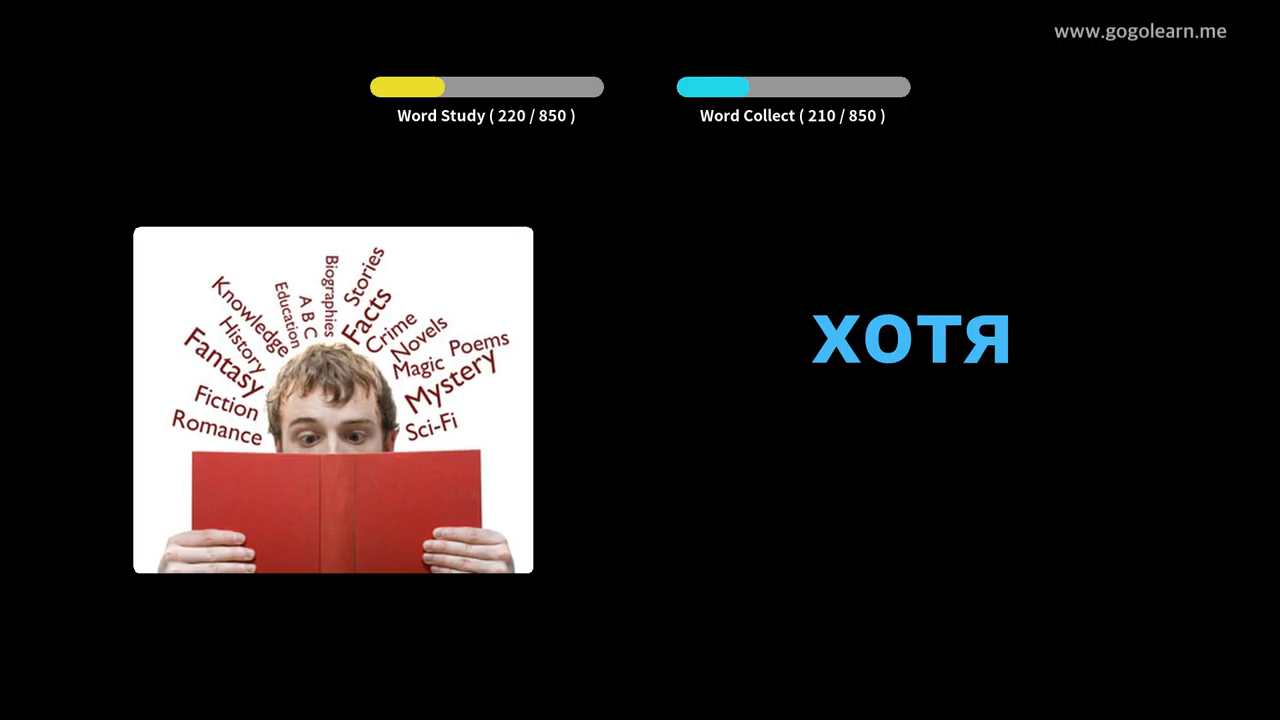 www.gogolearn.me
Word Study ( 220 / 850 )
Word Collect ( 210 / 850 )
Biographies
Stories
Education
A B C
Facts
Knowledge
Crime
History
Novels
Fantasy
Magic
Poems
Mystery
Fiction
Romance
Sci-Fi
хотя